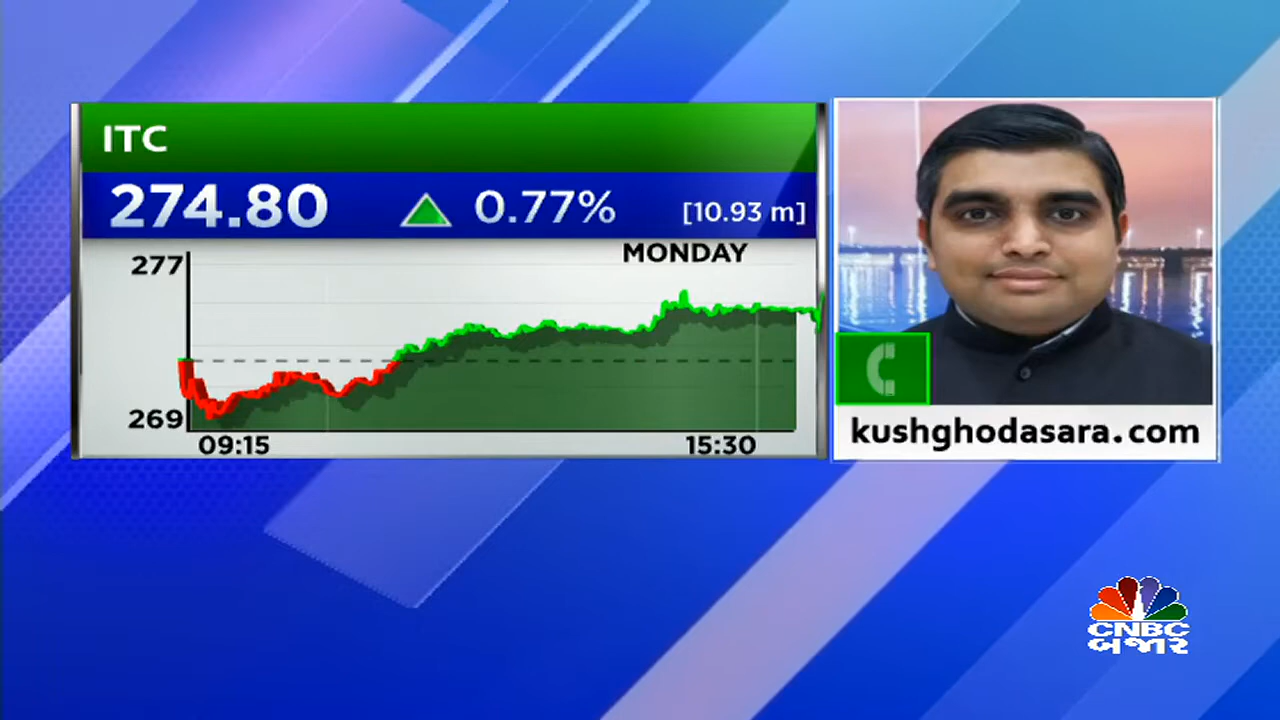 ITC
274.80 ▲ 0.77% [10.93 m]
MONDAY
277
269
09:15 15:30
kushghodasara.com
CNBC
બજાર